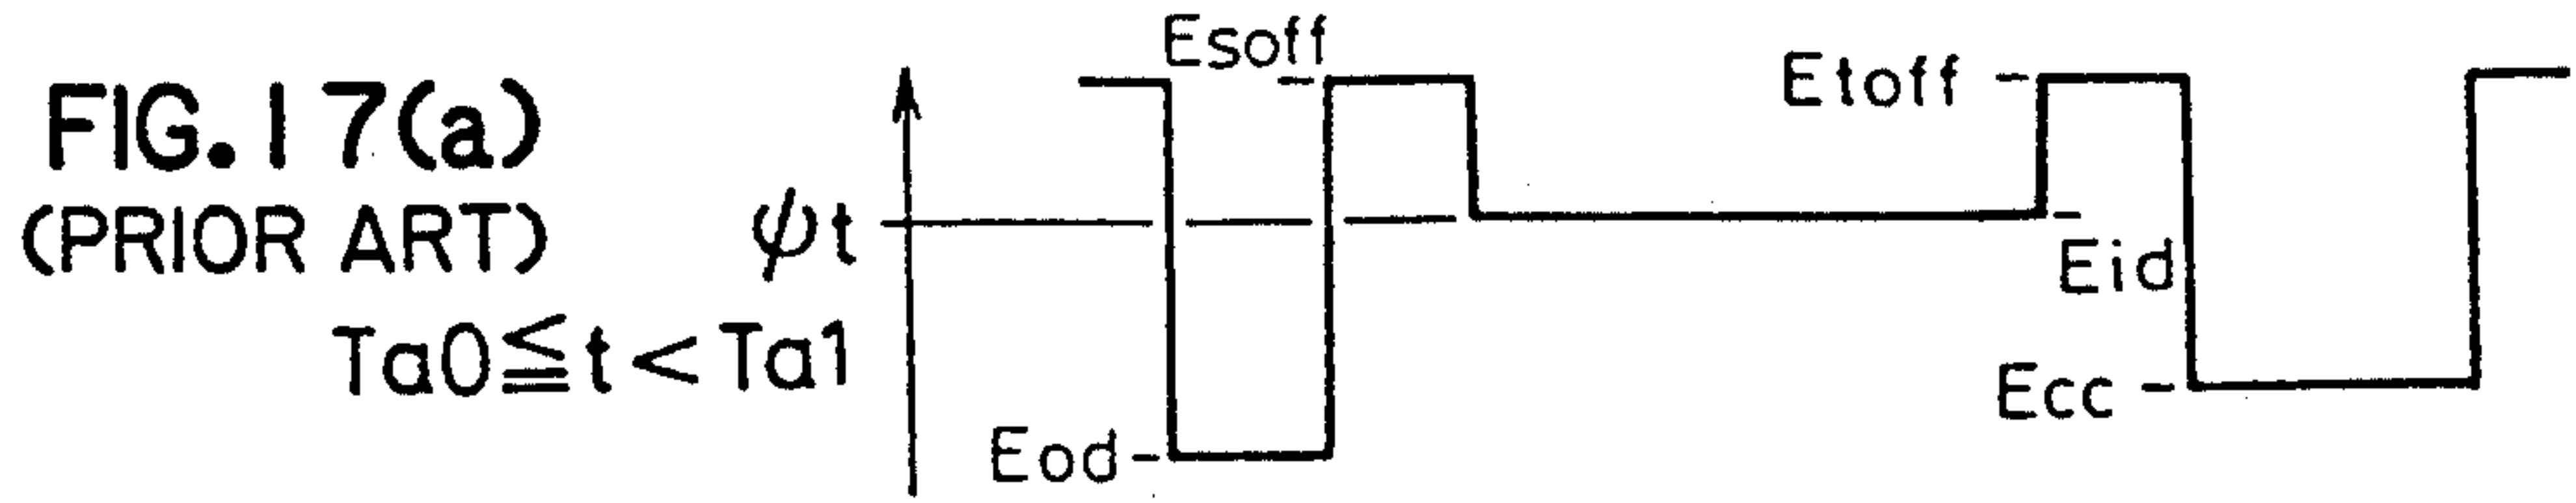 FIG.17(a)
(PRIOR ART)
Ta0≦t<Ta1
ψt
Esoff
Etoff
Eid
Eod
Ecc